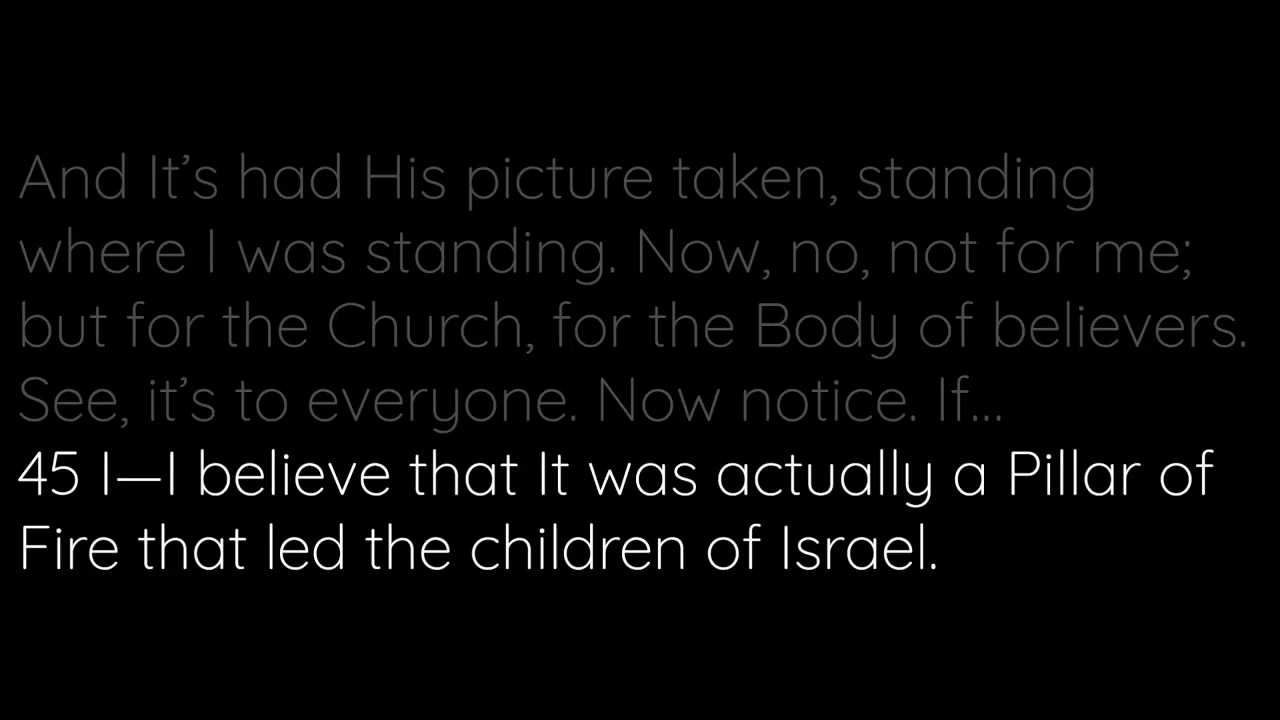 And It’s had His picture taken, standing
where I was standing. Now, no, not for me;
but for the Church, for the Body of believers.
See, it’s to everyone. Now notice. If...
45 I—I believe that It was actually a Pillar of
Fire that led the children of Israel.